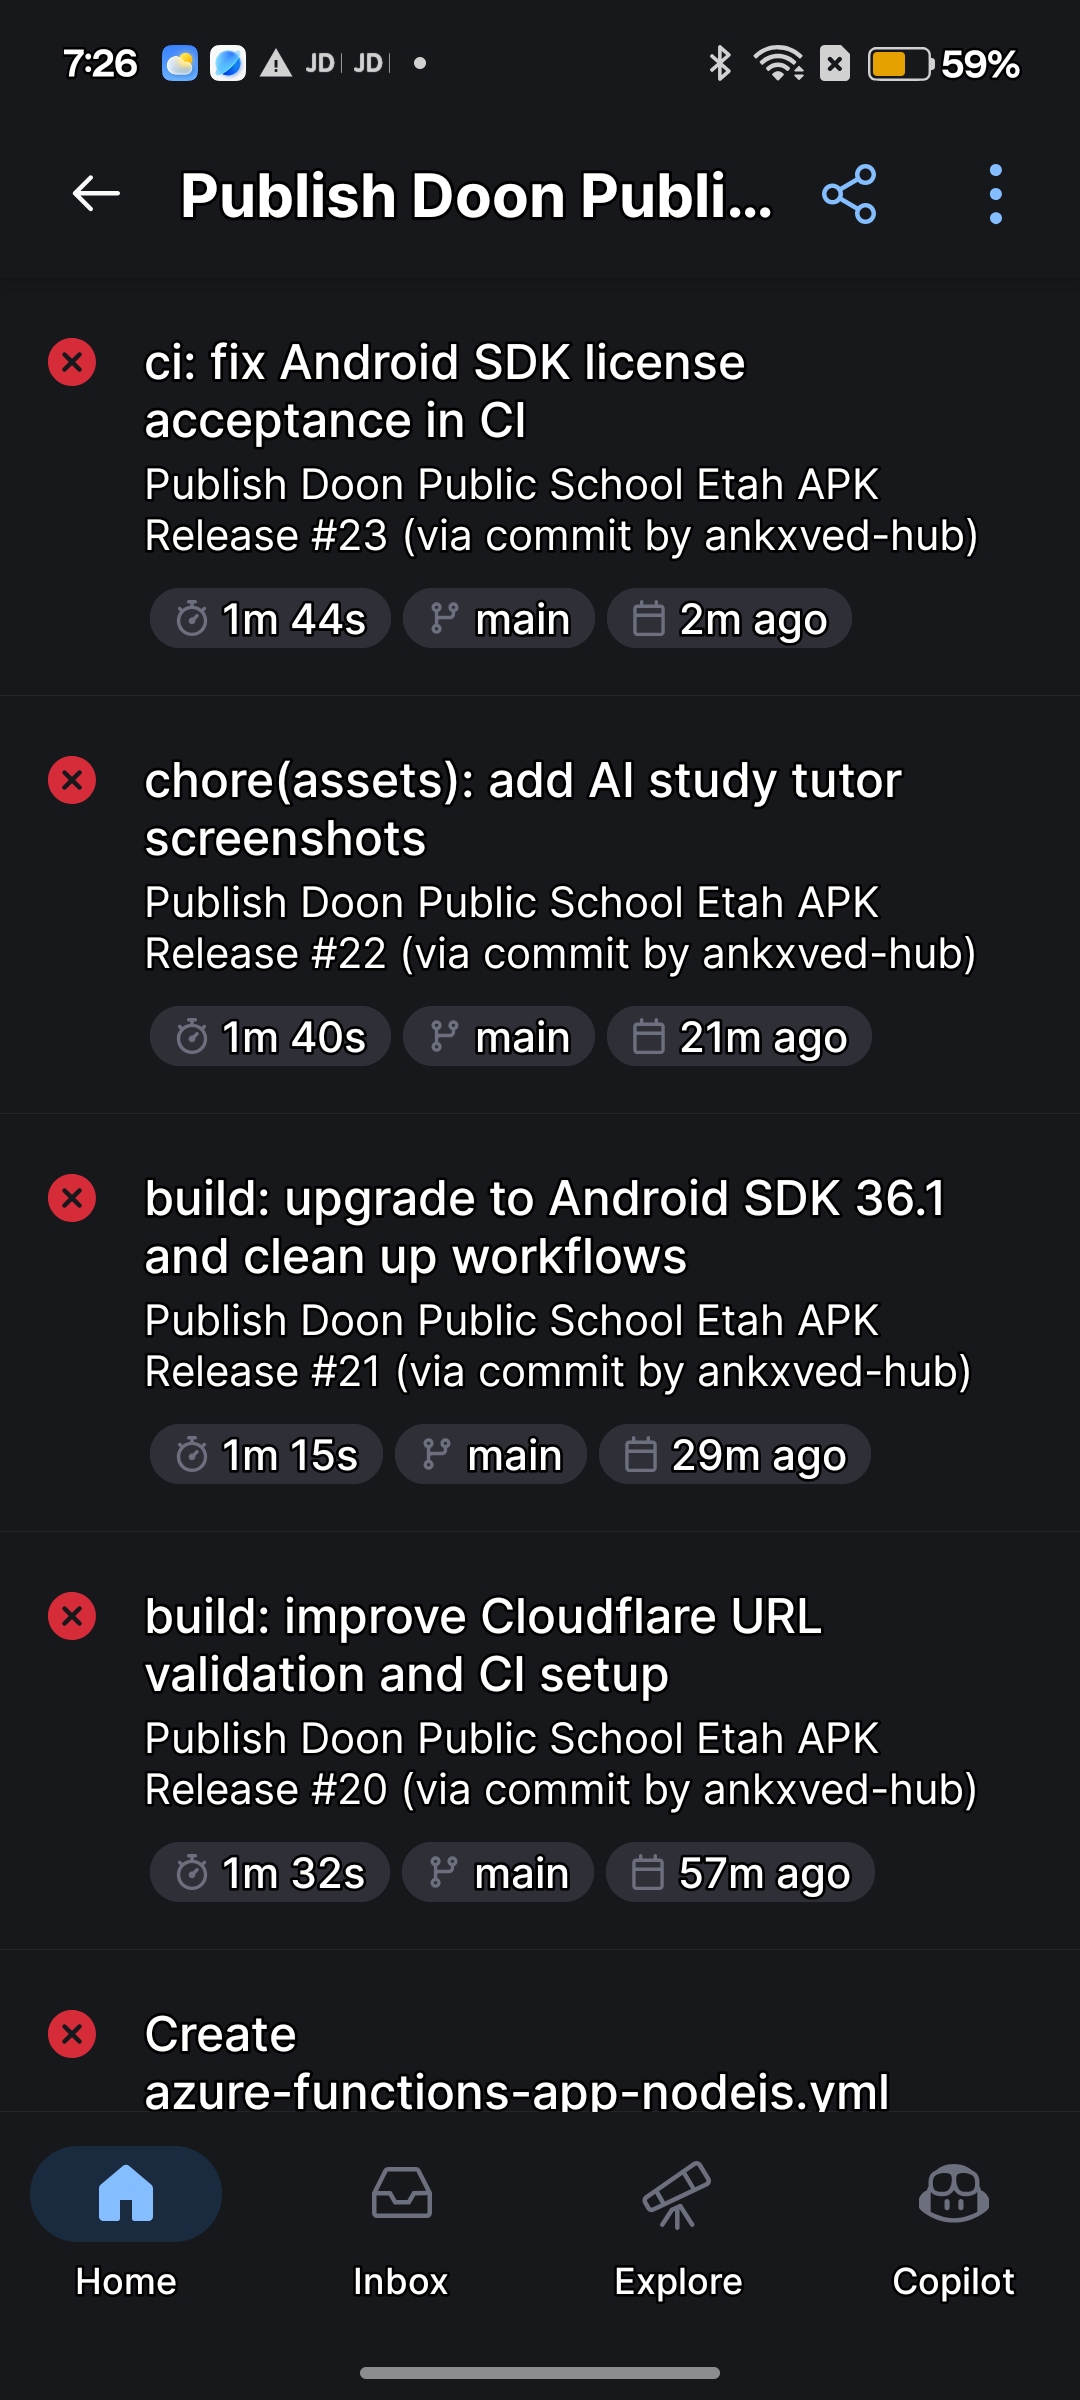 7:26
JD
JD
59%
Publish Doon Publi...
ci: fix Android SDK license
acceptance in CI
Publish Doon Public School Etah APK
Release #23 (via commit by ankxved-hub)
1m 44s
main
2m ago
chore(assets): add AI study tutor
screenshots
Publish Doon Public School Etah APK
Release #22 (via commit by ankxved-hub)
1m 40s
main
21m ago
build: upgrade to Android SDK 36.1
and clean up workflows
Publish Doon Public School Etah APK
Release #21 (via commit by ankxved-hub)
1m 15s
main
29m ago
build: improve Cloudflare URL
validation and CI setup
Publish Doon Public School Etah APK
Release #20 (via commit by ankxved-hub)
1m 32s
main
57m ago
Create
azure-functions-app-nodejs.yml
Home
Inbox
Explore
Copilot